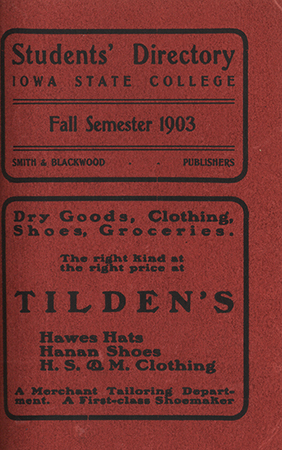 Students' Directory
IOWA STATE COLLEGE
Fall Semester 1903
SMITH & BLACKWOOD - - PUBLISHERS
Dry Goods, Clothing,
Shoes, Groceries.
The right kind at
the right price at
TILDEN'S
Hawes Hats
Hanan Shoes
H. S. & M. Clothing
A Merchant Tailoring Depart-
ment. A First-class Shoemaker